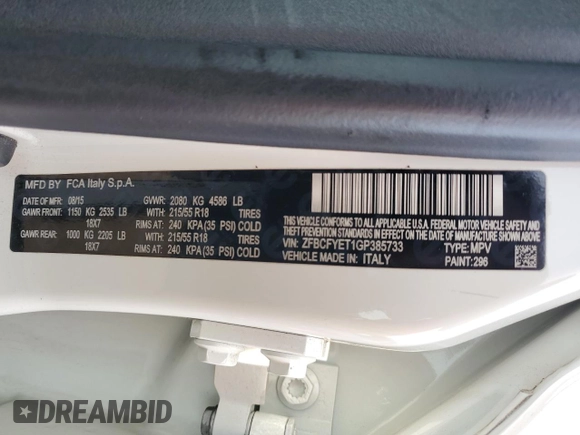 MFD BY FCA Italy S.p.A.
DATE OF MFR: 08/15 GVWR: 2080 KG 4586 LB
GAWR FRONT: 1150 KG 2535 LB WITH: 215/55 R18 TIRES
18X7 RIMS AT: 240 KPA (35 PSI) COLD
GAWR REAR: 1000 KG 2205 LB WITH: 215/55 R18 TIRES
18X7 RIMS AT: 240 KPA (35 PSI) COLD
THIS VEHICLE CONFORMS TO ALL APPLICABLE U.S.A. FEDERAL MOTOR VEHICLE
SAFETY, BUMPER, AND THEFT PREVENTION STANDARDS IN
EFFECT ON THE DATE OF MANUFACTURE SHOWN ABOVE.
VIN: ZFBCFYET1GP385733 TYPE: MPV
VEHICLE MADE IN: ITALY PAINT: 296
DREAMBID